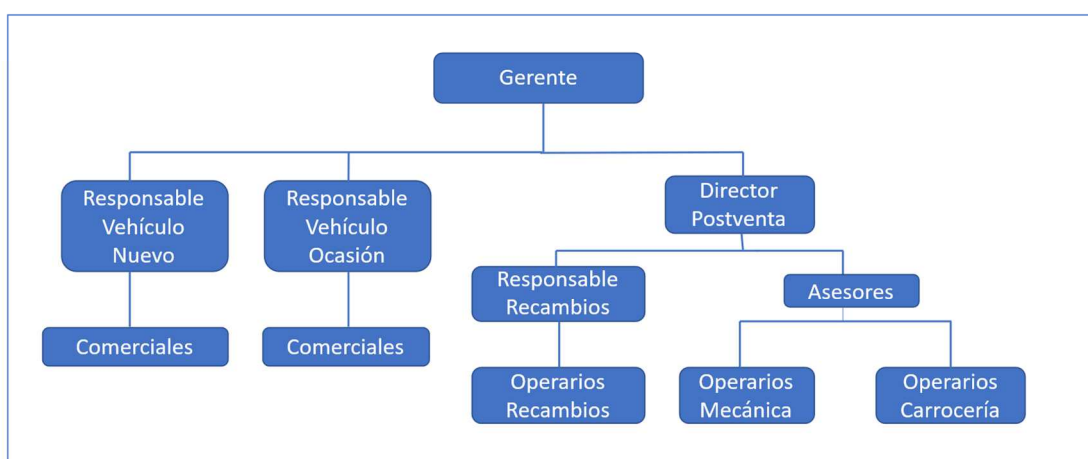 Gerente
Responsable
Vehículo
Nuevo
Responsable
Vehículo
Ocasión
Director
Postventa
Responsable
Recambios
Asesores
Comerciales
Comerciales
Operarios
Recambios
Operarios
Mecánica
Operarios
Carrocería